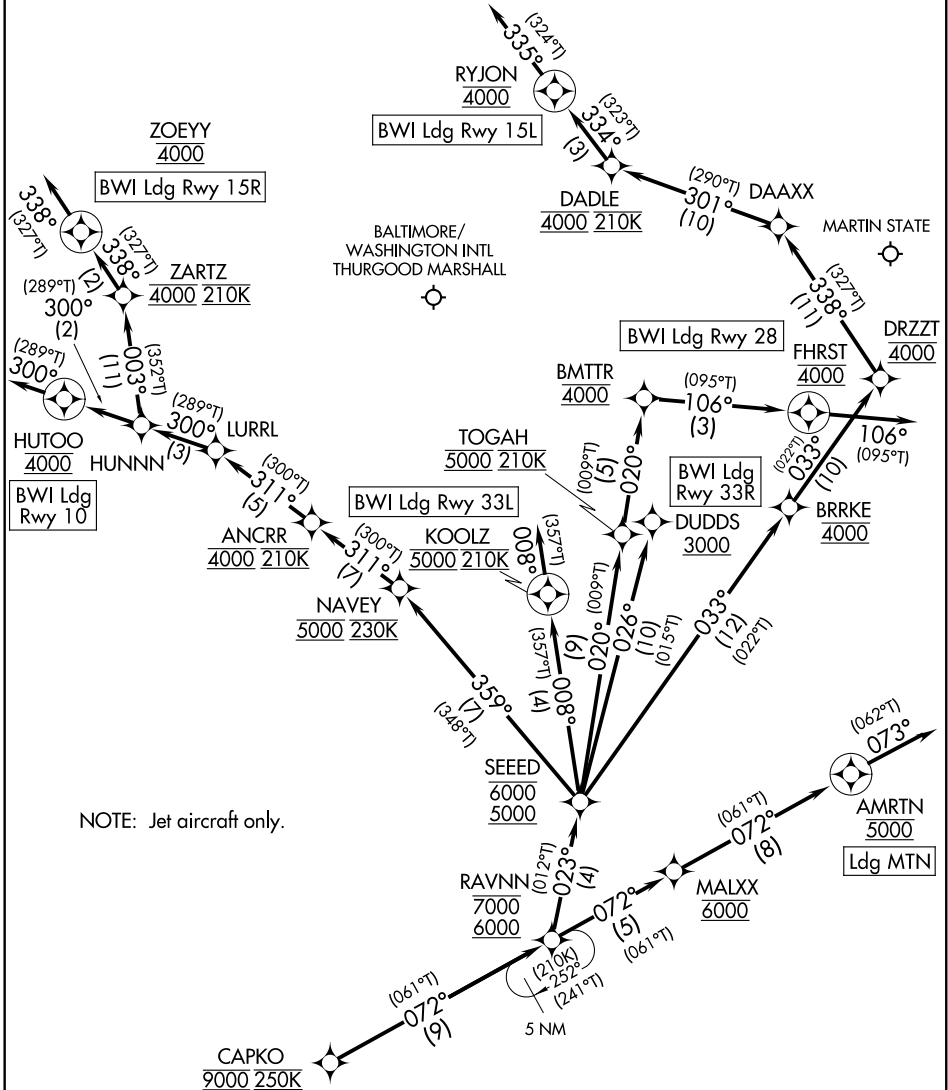 335°
(324°T)
RYJON
4000
BWI Ldg Rwy 15L
334°
(323°T)
(3)
ZOEYY
4000
BWI Ldg Rwy 15R
DADLE
4000 210K
(290°T)
301°
(10)
DAAXX
MARTIN STATE
BALTIMORE/
WASHINGTON INTL
THURGOOD MARSHALL
338°
(327°T)
338°
(327°T)
(2)
ZARTZ
4000 210K
(289°T)
300°
(2)
003°
(352°T)
(11)
338°
(327°T)
(11)
DRZZT
4000
BWI Ldg Rwy 28
FHRST
4000
BMTTR
4000
(095°T)
106°
(3)
106°
(095°T)
(289°T)
300°
HUTOO
4000
BWI Ldg
Rwy 10
HUNNN
(289°T)
300°
(3)
LURRL
TOGAH
5000 210K
(009°T)
(5)
020°
BWI Ldg
Rwy 33R
DUDDS
3000
(022°T)
033°
(10)
BRRKE
4000
(300°T)
311°
(5)
BWI Ldg Rwy 33L
KOOLZ
5000 210K
ANCRR
4000 210K
(300°T)
311°
(7)
NAVEY
5000 230K
008°
(357°T)
008°
(357°T)
(4)
(009°T)
020°
(9)
026°
(10)
(015°T)
033°
(12)
(022°T)
359°
(7)
(348°T)
SEEED
6000
5000
(062°T)
073°
AMRTN
5000
Ldg MTN
(061°T)
072°
(8)
NOTE: Jet aircraft only.
(012°T)
023°
(4)
RAVNN
7000
6000
MALXX
6000
072°
(5)
(061°T)
(210K)
252°
(241°T)
5 NM
(061°T)
072°
(9)
CAPKO
9000 250K